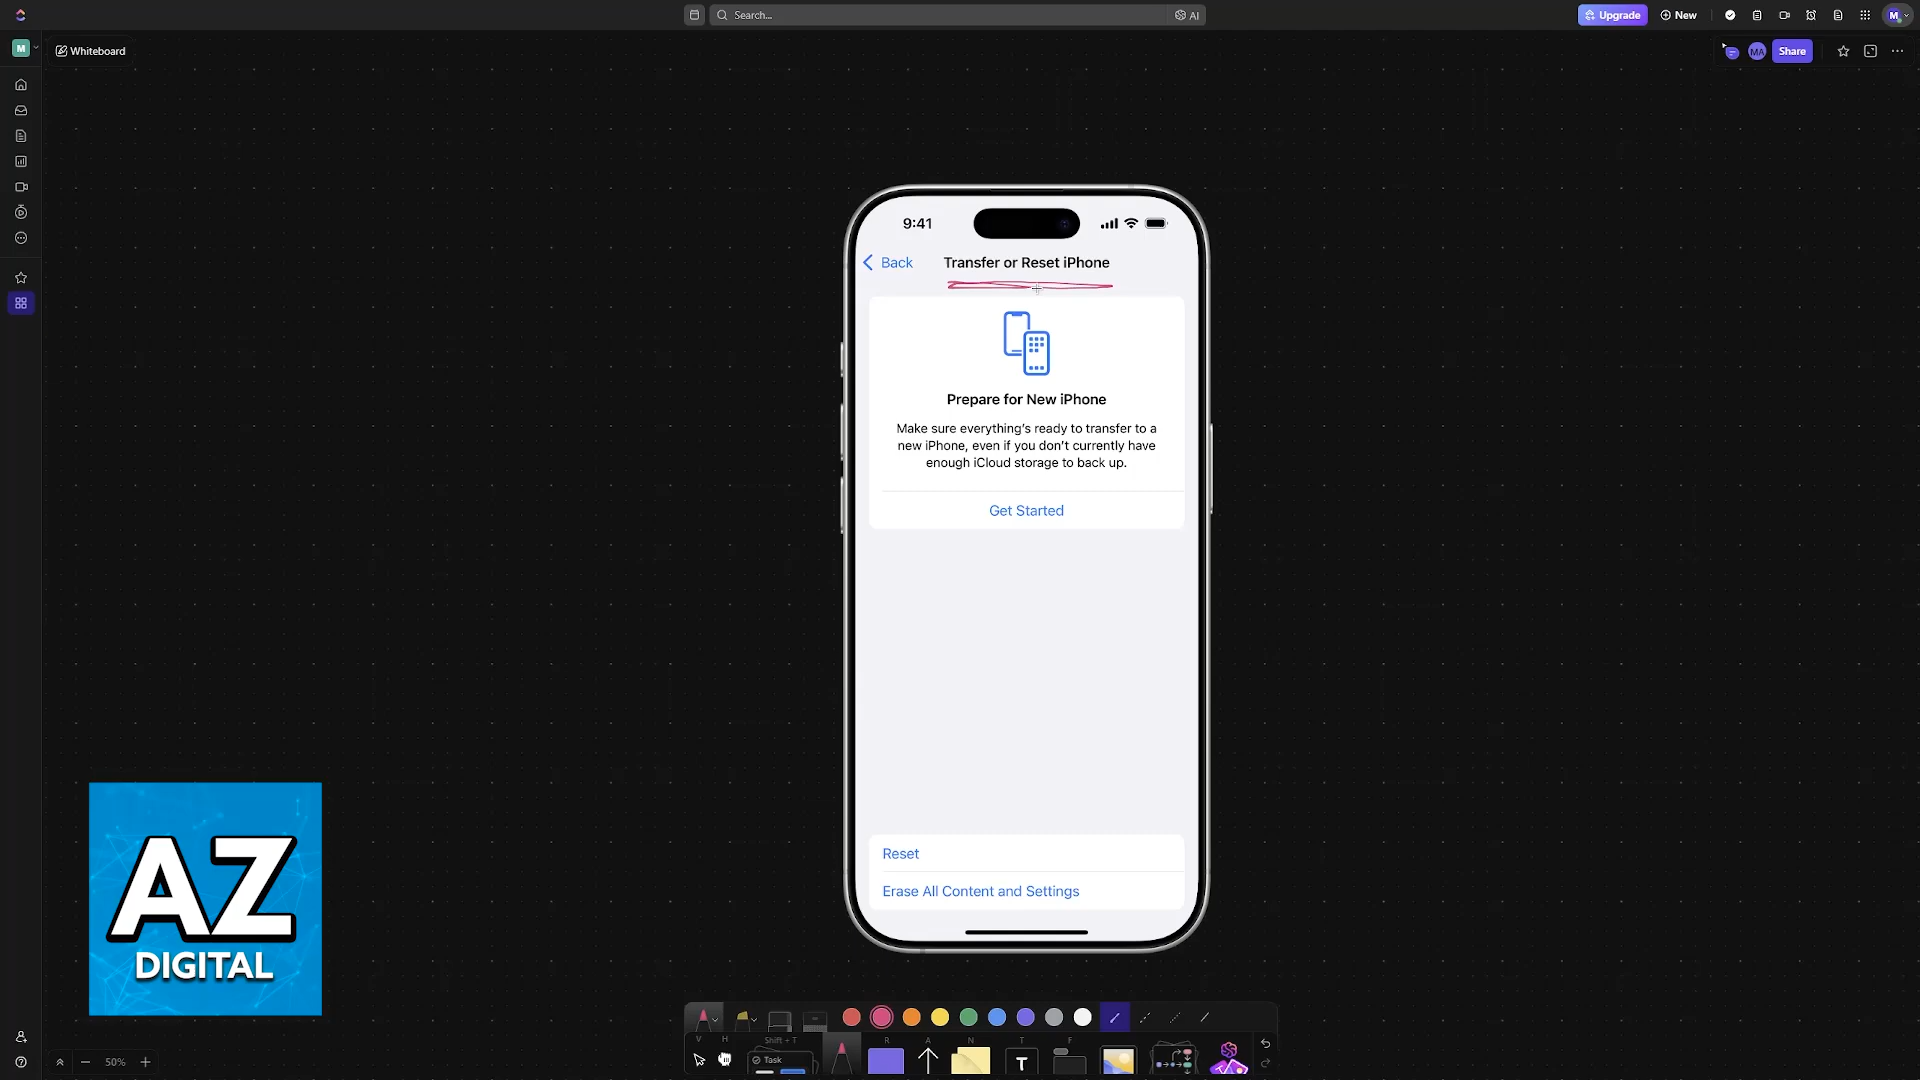 Search...
AI
Upgrade
New
M
M
Whiteboard
MA
Share
9:41
Back
Transfer or Reset iPhone
Prepare for New iPhone
Make sure everything's ready to transfer to a
new iPhone, even if you don't currently have
enough iCloud storage to back up.
Get Started
Reset
Erase All Content and Settings
AZ
DIGITAL
V
H
Shift + T
R
A
N
T
F
Task
T
50%